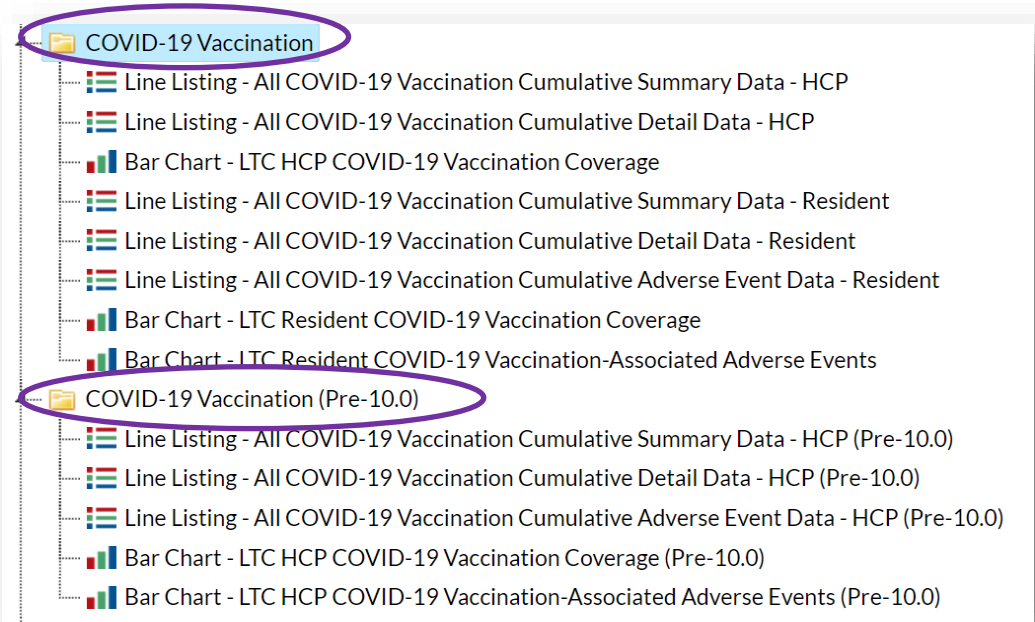 COVID-19 Vaccination
Line Listing - All COVID-19 Vaccination Cumulative Summary Data - HCP
Line Listing - All COVID-19 Vaccination Cumulative Detail Data - HCP
Bar Chart - LTC HCP COVID-19 Vaccination Coverage
Line Listing - All COVID-19 Vaccination Cumulative Summary Data - Resident
Line Listing - All COVID-19 Vaccination Cumulative Detail Data - Resident
Line Listing - All COVID-19 Vaccination Cumulative Adverse Event Data - Resident
Bar Chart - LTC Resident COVID-19 Vaccination Coverage
Bar Chart - LTC Resident COVID-19 Vaccination-Associated Adverse Events
COVID-19 Vaccination (Pre-10.0)
Line Listing - All COVID-19 Vaccination Cumulative Summary Data - HCP (Pre-10.0)
Line Listing - All COVID-19 Vaccination Cumulative Detail Data - HCP (Pre-10.0)
Line Listing - All COVID-19 Vaccination Cumulative Adverse Event Data - HCP (Pre-10.0)
Bar Chart - LTC HCP COVID-19 Vaccination Coverage (Pre-10.0)
Bar Chart - LTC HCP COVID-19 Vaccination-Associated Adverse Events (Pre-10.0)